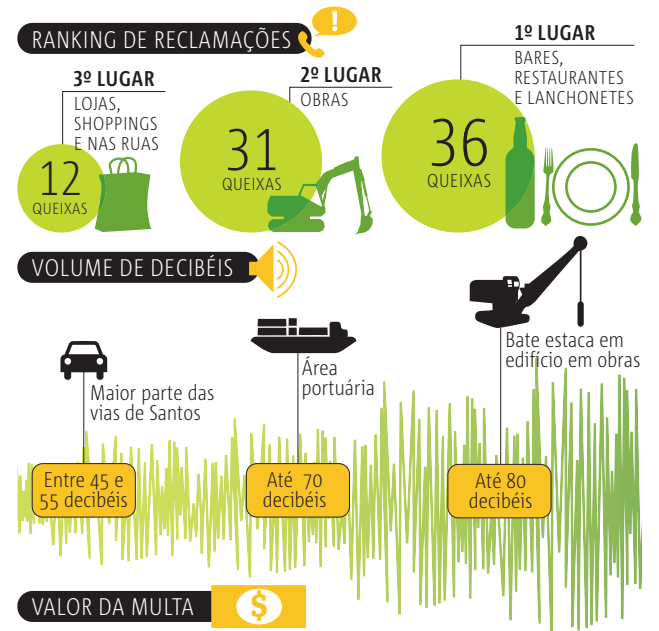 RANKING DE RECLAMAÇÕES
!
3º LUGAR
LOJAS,
SHOPPINGS
E NAS RUAS
12
QUEIXAS
2º LUGAR
OBRAS
31
QUEIXAS
1º LUGAR
BARES,
RESTAURANTES
E LANCHONETES
36
QUEIXAS
VOLUME DE DECIBÉIS
Maior parte das
vias de Santos
Entre 45 e
55 decibéis
Área
portuária
Até 70
decibéis
Bate estaca em
edifício em obras
Até 80
decibéis
VALOR DA MULTA
$